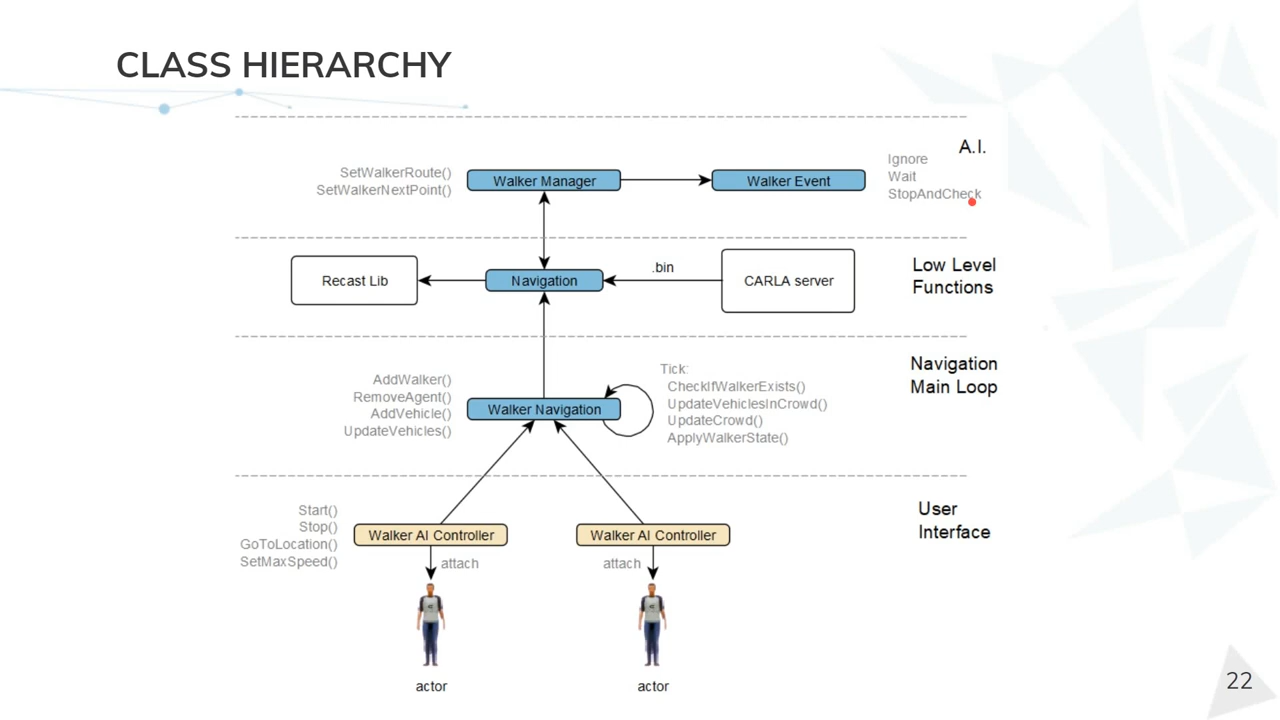 CLASS HIERARCHY
A.I.
SetWalkerRoute()
SetWalkerNextPoint()
Walker Manager
Walker Event
Ignore
Wait
StopAndCheck
Recast Lib
Navigation
.bin
CARLA server
Low Level
Functions
AddWalker()
RemoveAgent()
AddVehicle()
UpdateVehicles()
Walker Navigation
Tick:
CheckIfWalkerExists()
UpdateVehiclesInCrowd()
UpdateCrowd()
ApplyWalkerState()
Navigation
Main Loop
Start()
Stop()
GoToLocation()
SetMaxSpeed()
Walker AI Controller
Walker AI Controller
User
Interface
attach
attach
actor
actor
22